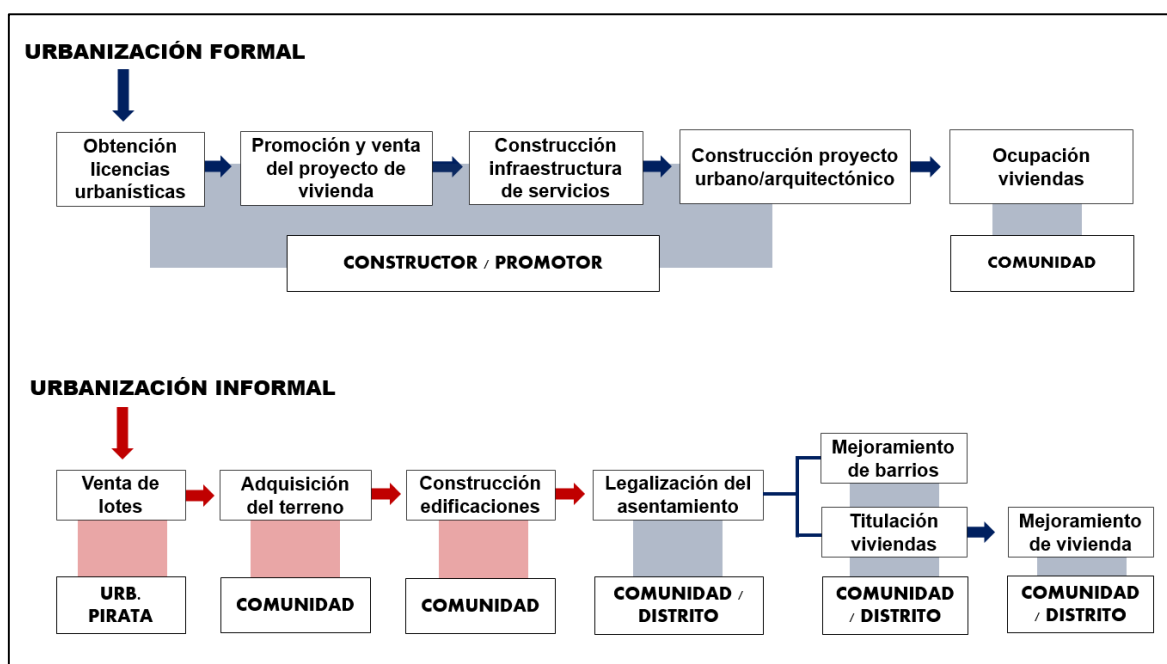 URBANIZACIÓN FORMAL
Obtención
licencias
urbanísticas
Promoción y venta
del proyecto de
vivienda
Construcción
infraestructura
de servicios
Construcción proyecto
urbano/arquitectónico
Ocupación
viviendas
CONSTRUCTOR / PROMOTOR
COMUNIDAD
URBANIZACIÓN INFORMAL
Venta de
lotes
Adquisición
del terreno
Construcción
edificaciones
Legalización del
asentamiento
Mejoramiento
de barrios
Titulación
viviendas
Mejoramiento
de vivienda
URB.
PIRATA
COMUNIDAD
COMUNIDAD
COMUNIDAD /
DISTRITO
COMUNIDAD
/ DISTRITO
COMUNIDAD
/ DISTRITO